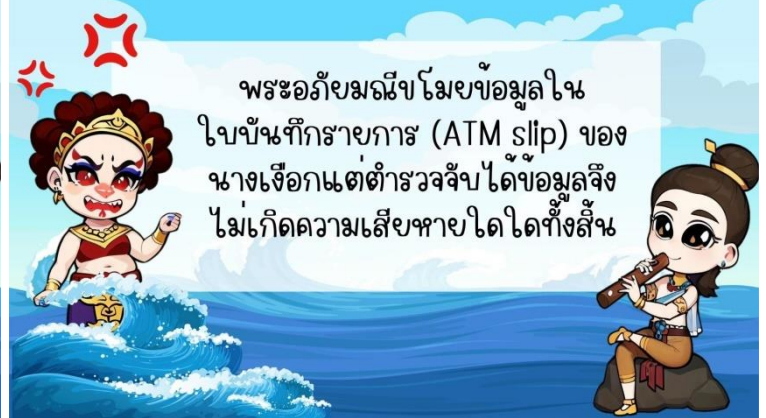 พระอภัยมณีขโมยข้อมูลใน
ใบบันทึกรายการ (ATM slip) ของ
นางเงือกแต่ตำรวจจับได้ข้อมูลจึง
ไม่เกิดความเสียหายใดใดทั้งสิ้น